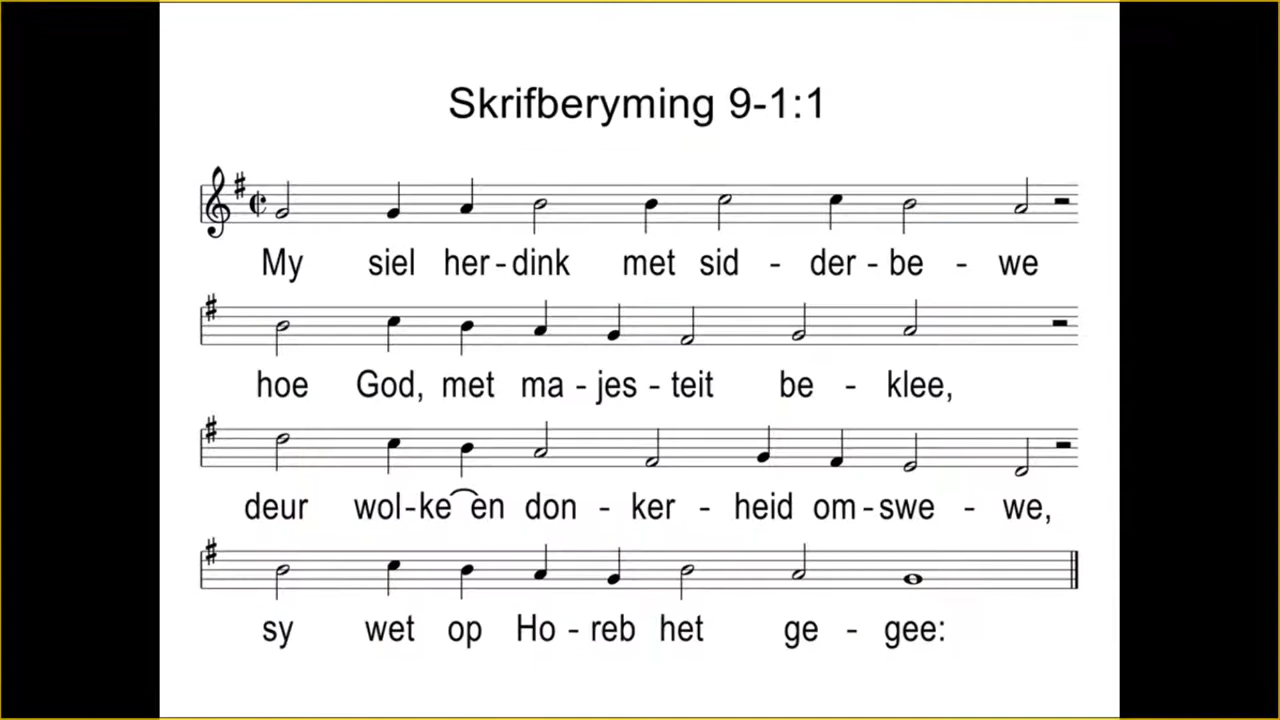 Skrifberyming 9-1:1
My siel her-dink met sid - der-be - we
hoe God, met ma-jes-teit be - klee,
deur wol-ke en don - ker - heid om-swe - we,
sy wet op Ho-reb het ge - gee: